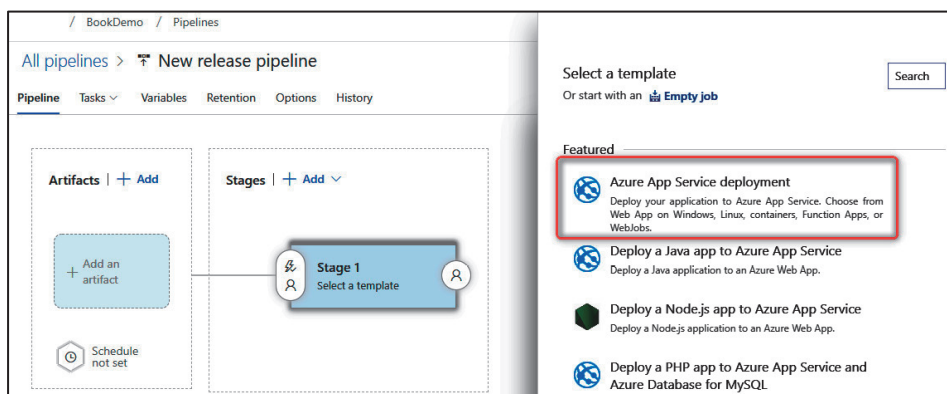 / BookDemo / Pipelines
All pipelines > New release pipeline
Pipeline Tasks Variables Retention Options History
Artifacts | + Add
Stages | + Add
+ Add an
artifact
Stage 1
Select a template
Schedule
not set
Select a template
Search
Or start with an Empty job
Featured
Azure App Service deployment
Deploy your application to Azure App Service. Choose from
Web App on Windows, Linux, containers, Function Apps, or
WebJobs.
Deploy a Java app to Azure App Service
Deploy a Java application to an Azure Web App.
Deploy a Node.js app to Azure App Service
Deploy a Node.js application to an Azure Web App.
Deploy a PHP app to Azure App Service and
Azure Database for MySQL